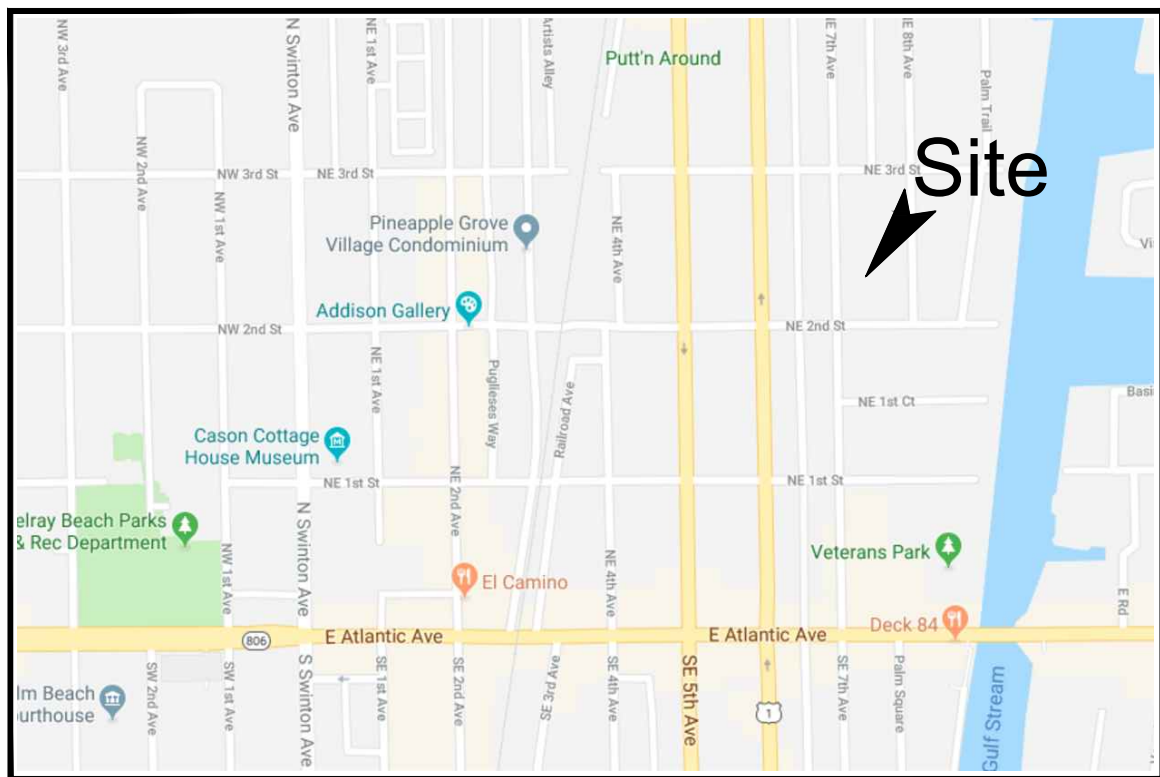 NW 3rd Ave
N Swinton Ave
NE 1st Ave
Artists Alley
Putt'n Around
NE 7th Ave
NE 8th Ave
Palm Trail
NW 2nd Ave
NW 3rd St
NE 3rd St
NE 3rd St
Site
NW 1st Ave
Pineapple Grove
Village Condominium
NE 4th Ave
Addison Gallery
NW 2nd St
NE 2nd St
NE 1st Ave
Puglieses Way
Railroad Ave
NE 1st Ct
Basi
Cason Cottage
House Museum
NE 1st St
NE 2nd Ave
NE 1st St
elray Beach Parks
& Rec Department
N Swinton Ave
NW 1st Ave
El Camino
NE 4th Ave
Veterans Park
E Rd
806
E Atlantic Ave
E Atlantic Ave
Deck 84
lm Beach
ourthouse
SW 2nd Ave
SW 1st Ave
S Swinton Ave
SE 1st Ave
SE 2nd Ave
SE 3rd Ave
SE 4th Ave
SE 5th Ave
1
SE 7th Ave
Palm Square
Gulf Stream